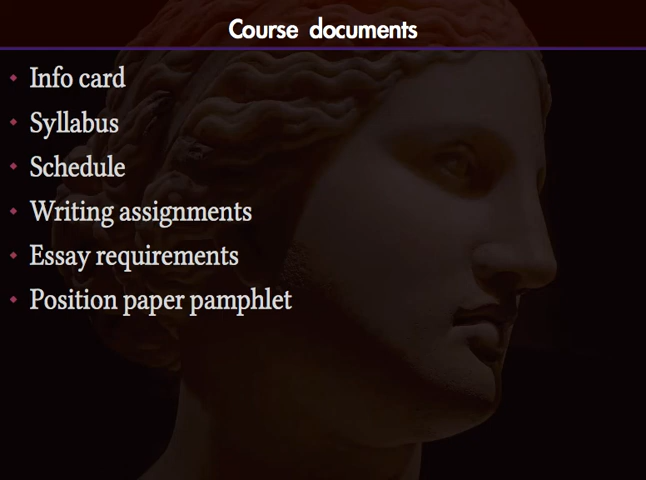 Course documents
Info card
Syllabus
Schedule
Writing assignments
Essay requirements
Position paper pamphlet